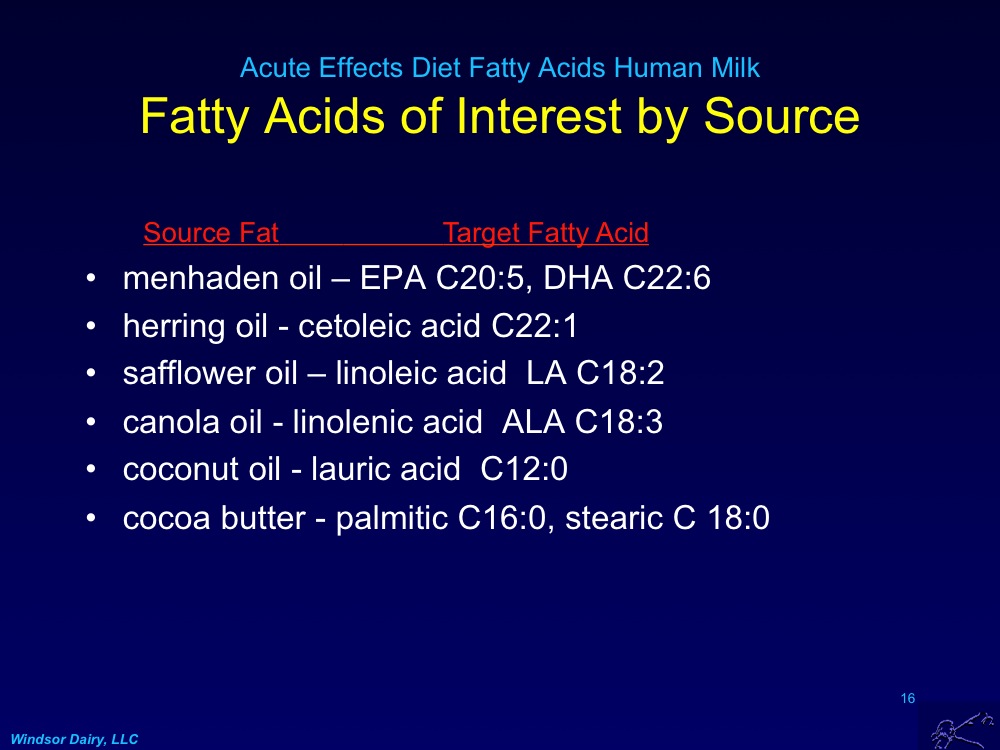 Acute Effects Diet Fatty Acids Human Milk
Fatty Acids of Interest by Source
Source Fat Target Fatty Acid
• menhaden oil – EPA C20:5, DHA C22:6
• herring oil - cetoleic acid C22:1
• safflower oil – linoleic acid  LA C18:2
• canola oil - linolenic acid  ALA C18:3
• coconut oil - lauric acid  C12:0
• cocoa butter - palmitic C16:0, stearic C 18:0
16
Windsor Dairy, LLC